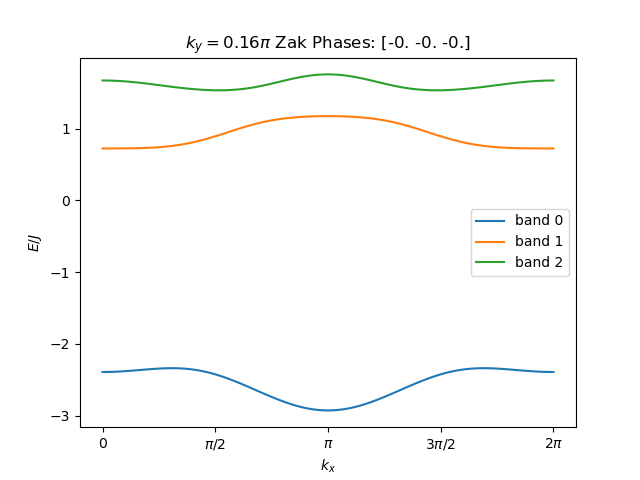 k_y = 0.16π Zak Phases: [-0. -0. -0.]
1
0
−1
−2
−3
E/J
band 0
band 1
band 2
0 π/2 π 3π/2 2π
k_x